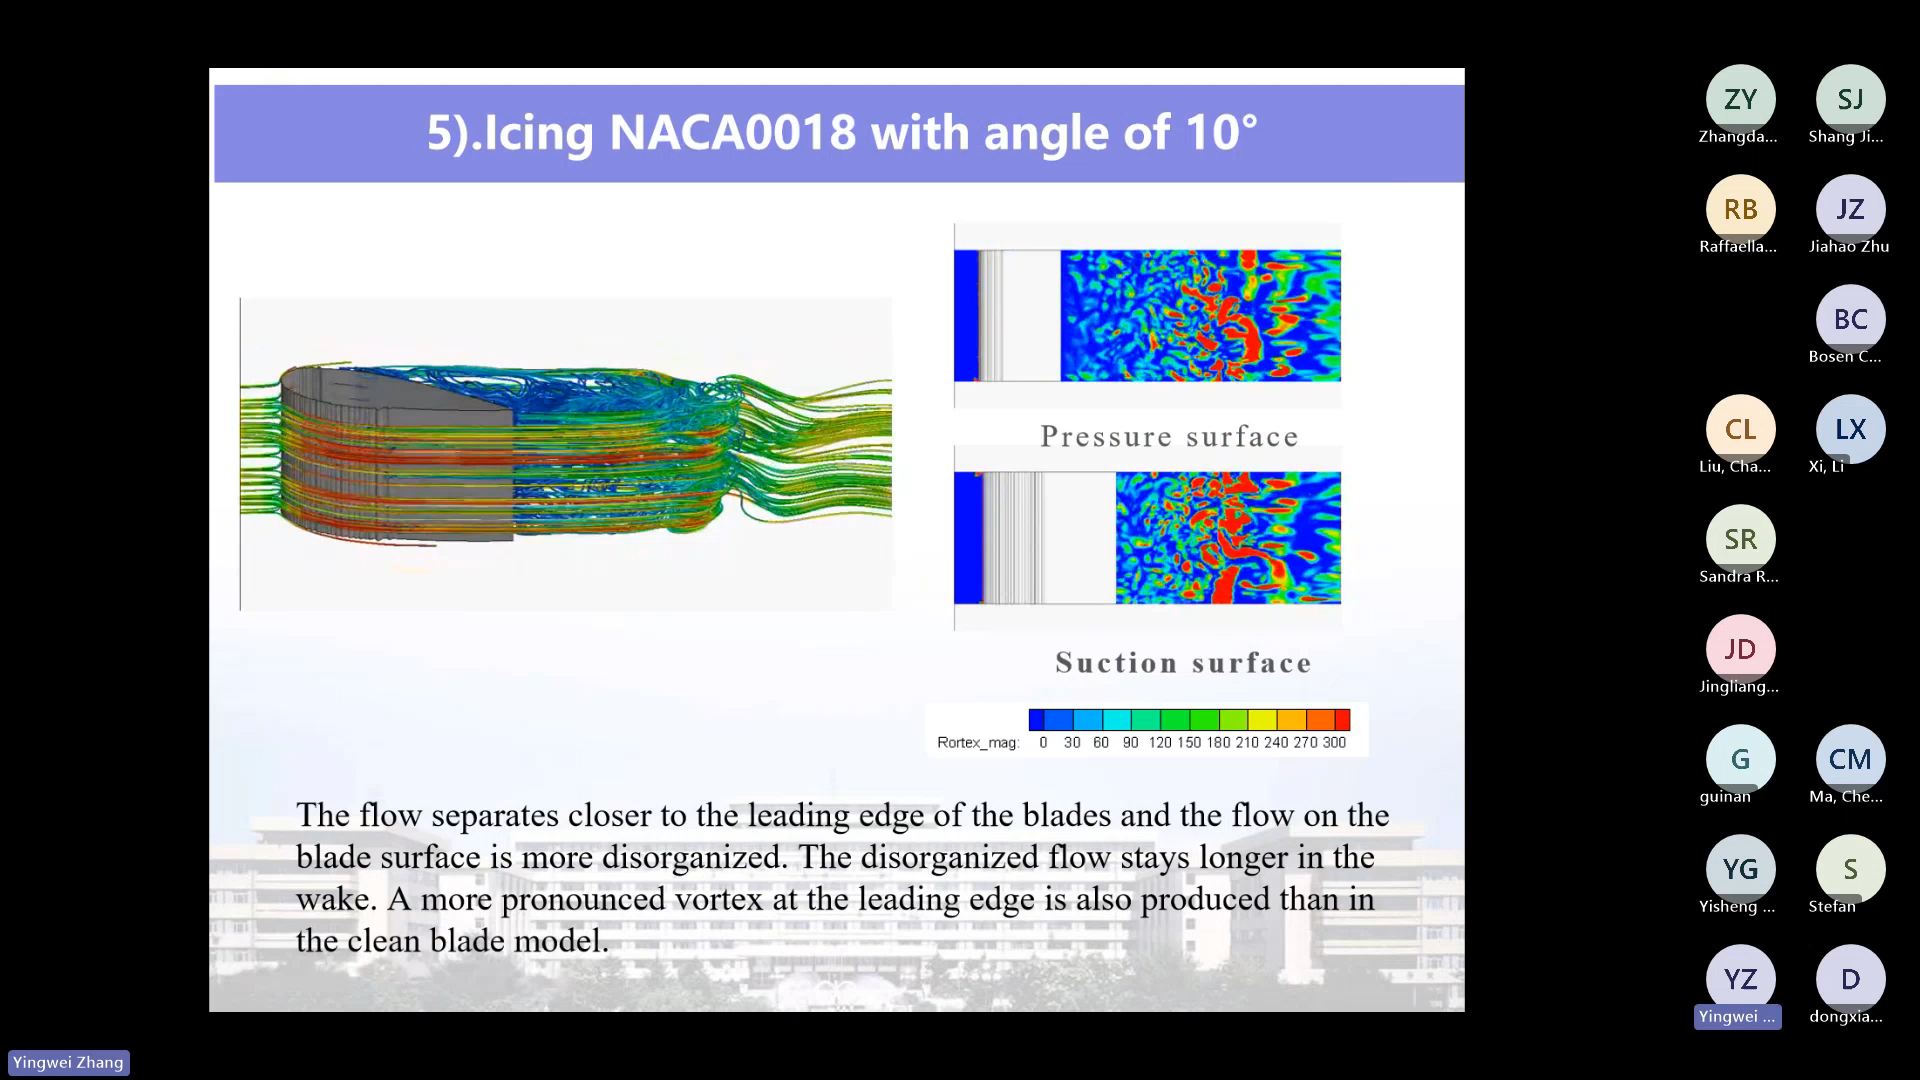 5).Icing NACA0018 with angle of 10°
Pressure surface
Suction surface
Rortex_mag: 0 30 60 90 120 150 180 210 240 270 300
The flow separates closer to the leading edge of the blades and the flow on the
blade surface is more disorganized. The disorganized flow stays longer in the
wake. A more pronounced vortex at the leading edge is also produced than in
the clean blade model.
ZY
Zhangda...
SJ
Shang Ji...
RB
Raffaella...
JZ
Jiahao Zhu
BC
Bosen C...
CL
Liu, Cha...
LX
Xi, Li
SR
Sandra R...
JD
Jingliang...
G
guinan
CM
Ma, Che...
YG
Yisheng ...
S
Stefan
YZ
Yingwei ...
D
dongxia...
Yingwei Zhang